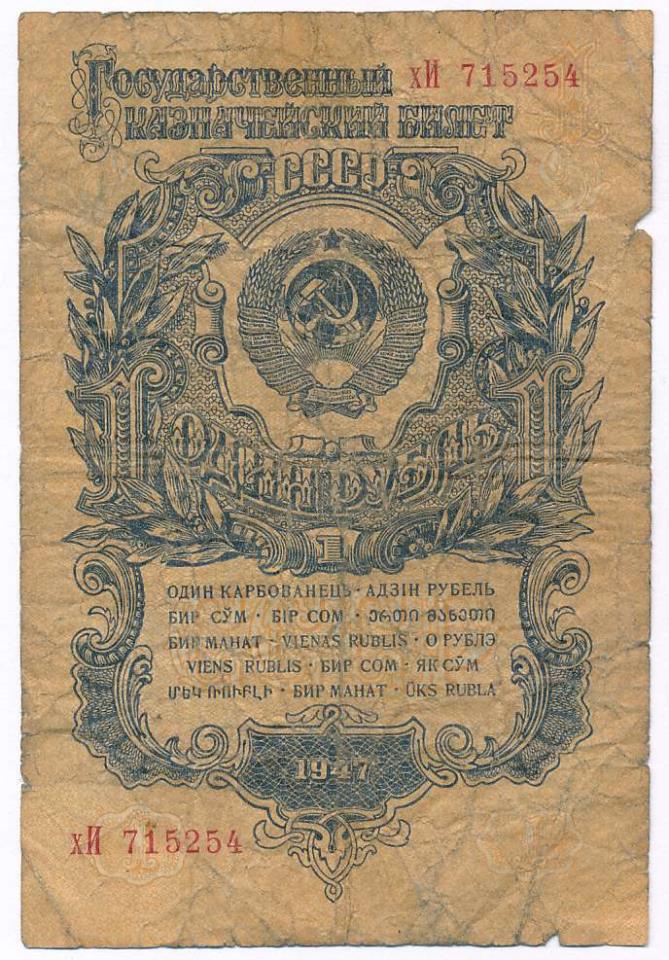 Государственный хИ 715254
казначейский билет
СССР
1 1
ОДИН РУБЛЬ
1
ОДИН КАРБОВАНЕЦЬ · АДЗІН РУБЕЛЬ
БИР СЎМ · БІР СОМ · ერთი მანეთი
БИР МАНАТ · VIENAS RUBLIS · О РУБЛЭ
VIENS RUBLIS · БИР СОМ · ЯК СӮМ
ՄԵԿ ՌՈՒԲԼԻ · БИР МАНАТ · ÜKS RUBLA
1947
хИ 715254